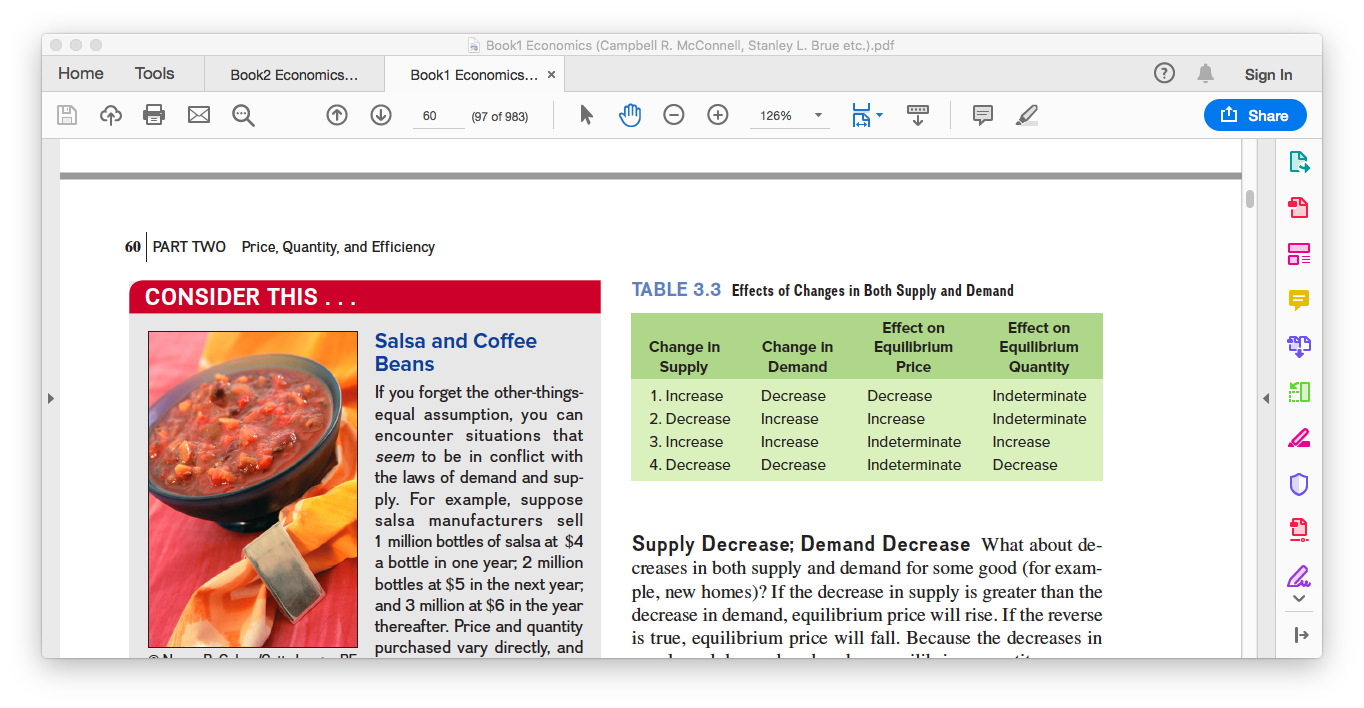 Book1 Economics (Campbell R. McConnell, Stanley L. Brue etc.).pdf
Home Tools Book2 Economics... Book1 Economics... × ? Sign In
60 (97 of 983) 126% Share
60 PART TWO Price, Quantity, and Efficiency
CONSIDER THIS . . .
Salsa and Coffee
Beans
If you forget the other-things-
equal assumption, you can
encounter situations that
seem to be in conflict with
the laws of demand and sup-
ply. For example, suppose
salsa manufacturers sell
1 million bottles of salsa at $4
a bottle in one year; 2 million
bottles at $5 in the next year;
and 3 million at $6 in the year
thereafter. Price and quantity
purchased vary directly, and
TABLE 3.3 Effects of Changes in Both Supply and Demand
Effect on Effect on
Change in Change in Equilibrium Equilibrium
Supply Demand Price Quantity
1. Increase Decrease Decrease Indeterminate
2. Decrease Increase Increase Indeterminate
3. Increase Increase Indeterminate Increase
4. Decrease Decrease Indeterminate Decrease
Supply Decrease; Demand Decrease What about de-
creases in both supply and demand for some good (for exam-
ple, new homes)? If the decrease in supply is greater than the
decrease in demand, equilibrium price will rise. If the reverse
is true, equilibrium price will fall. Because the decreases in